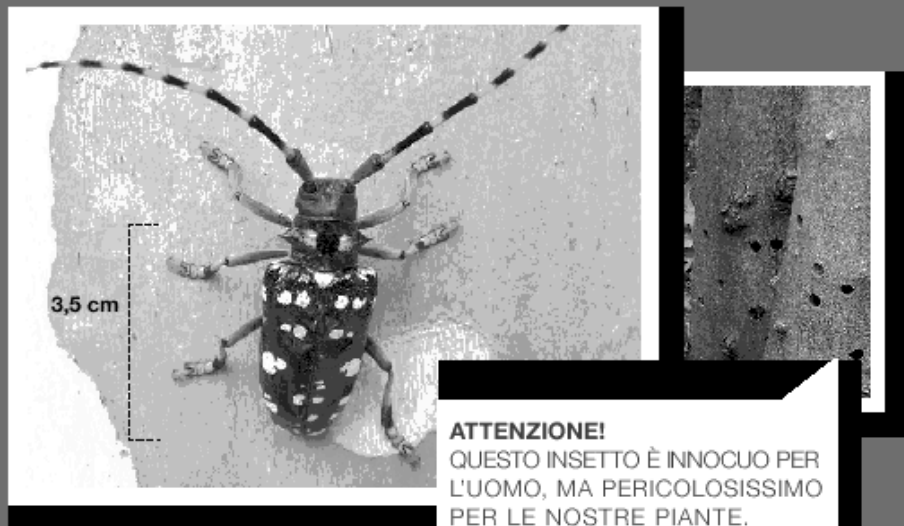 3,5 cm
ATTENZIONE!
QUESTO INSETTO È INNOCUO PER
L'UOMO, MA PERICOLOSISSIMO
PER LE NOSTRE PIANTE.